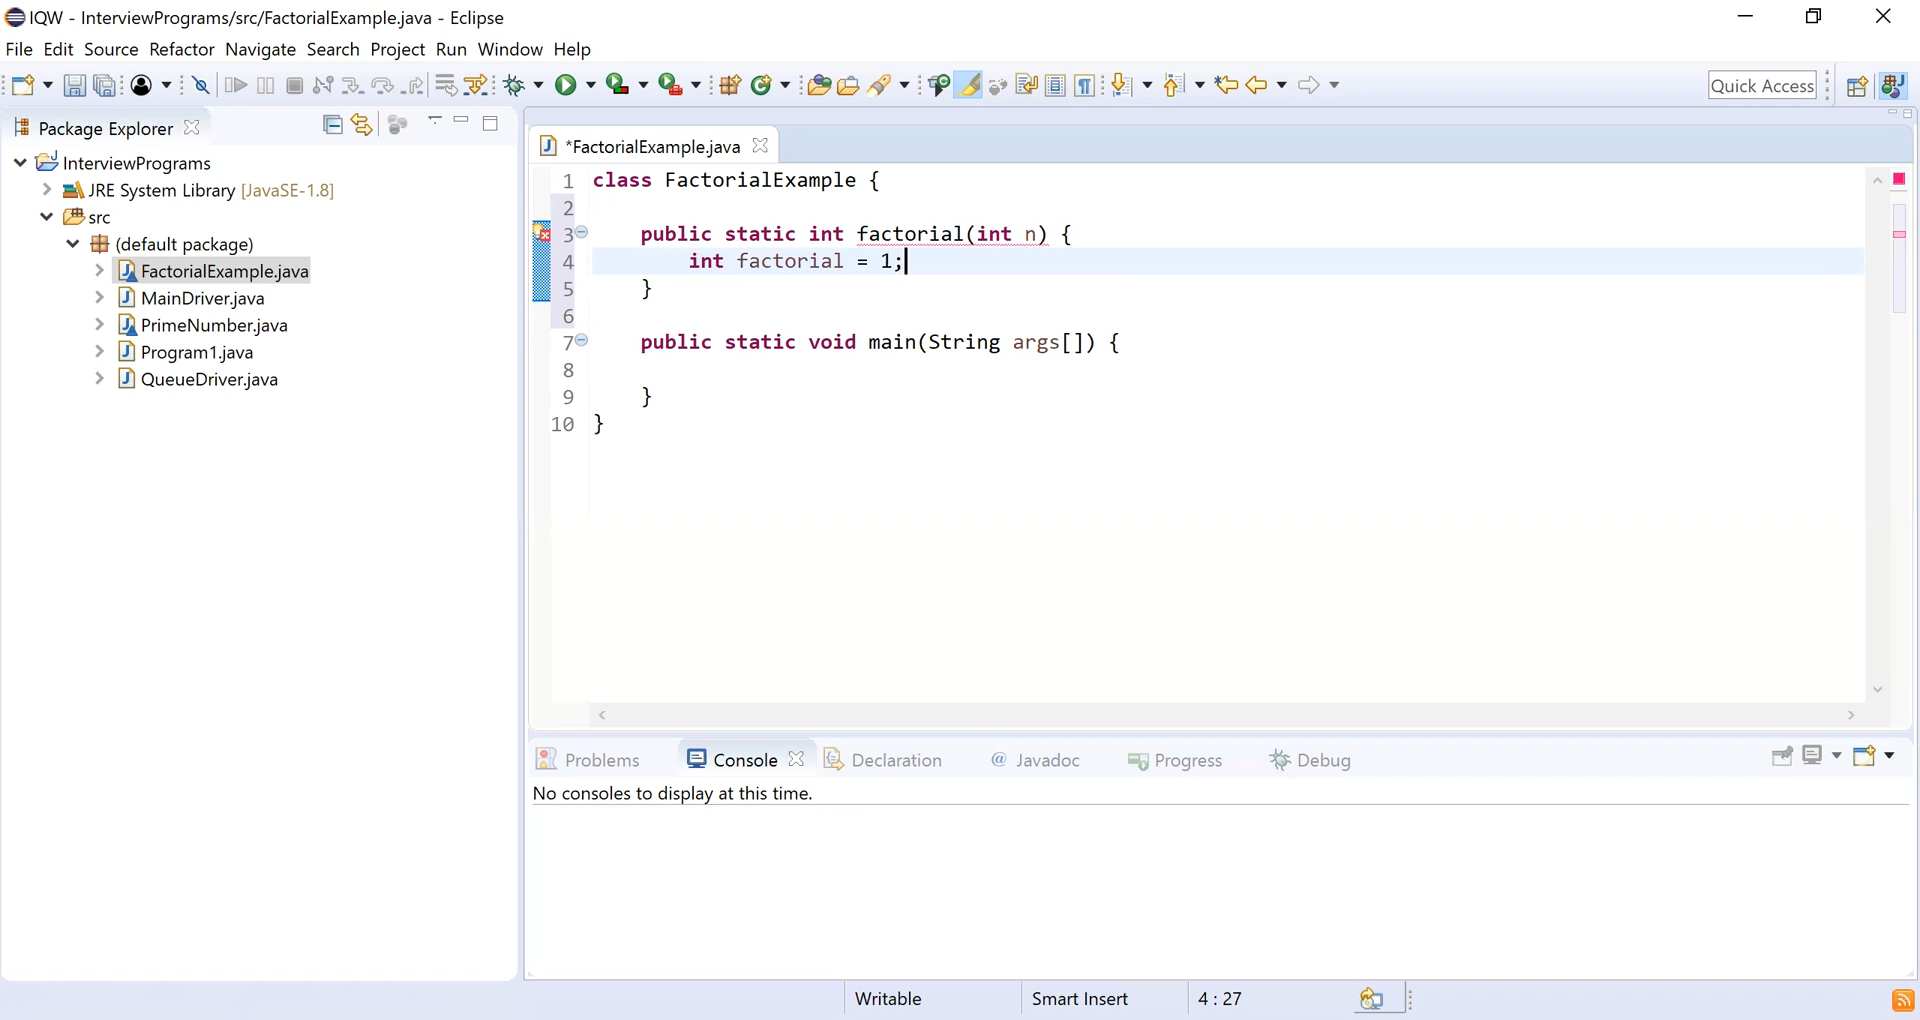 IQW - InterviewPrograms/src/FactorialExample.java - Eclipse
File Edit Source Refactor Navigate Search Project Run Window Help
Quick Access
Package Explorer
InterviewPrograms
JRE System Library [JavaSE-1.8]
src
(default package)
FactorialExample.java
MainDriver.java
PrimeNumber.java
Program1.java
QueueDriver.java
*FactorialExample.java
1 class FactorialExample {
2
3 public static int factorial(int n) {
4 int factorial = 1;
5 }
6
7 public static void main(String args[]) {
8
9 }
10 }
Problems Console Declaration @ Javadoc Progress Debug
No consoles to display at this time.
Writable Smart Insert 4 : 27